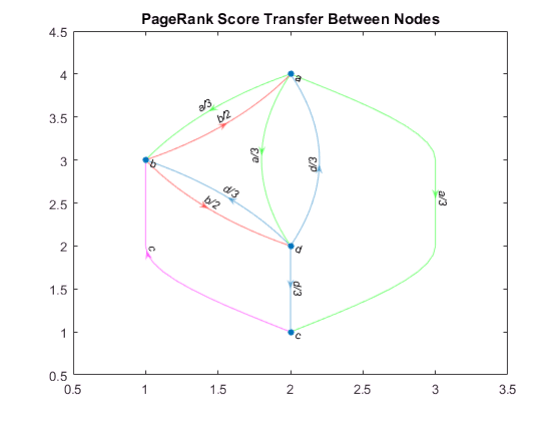 PageRank Score Transfer Between Nodes
4.5
4
3.5
3
2.5
2
1.5
1
0.5
0.5
1
1.5
2
2.5
3
3.5
a
a/3
b/2
b
a/3
d/3
a/3
d/3
b/2
c
d
d/3
c